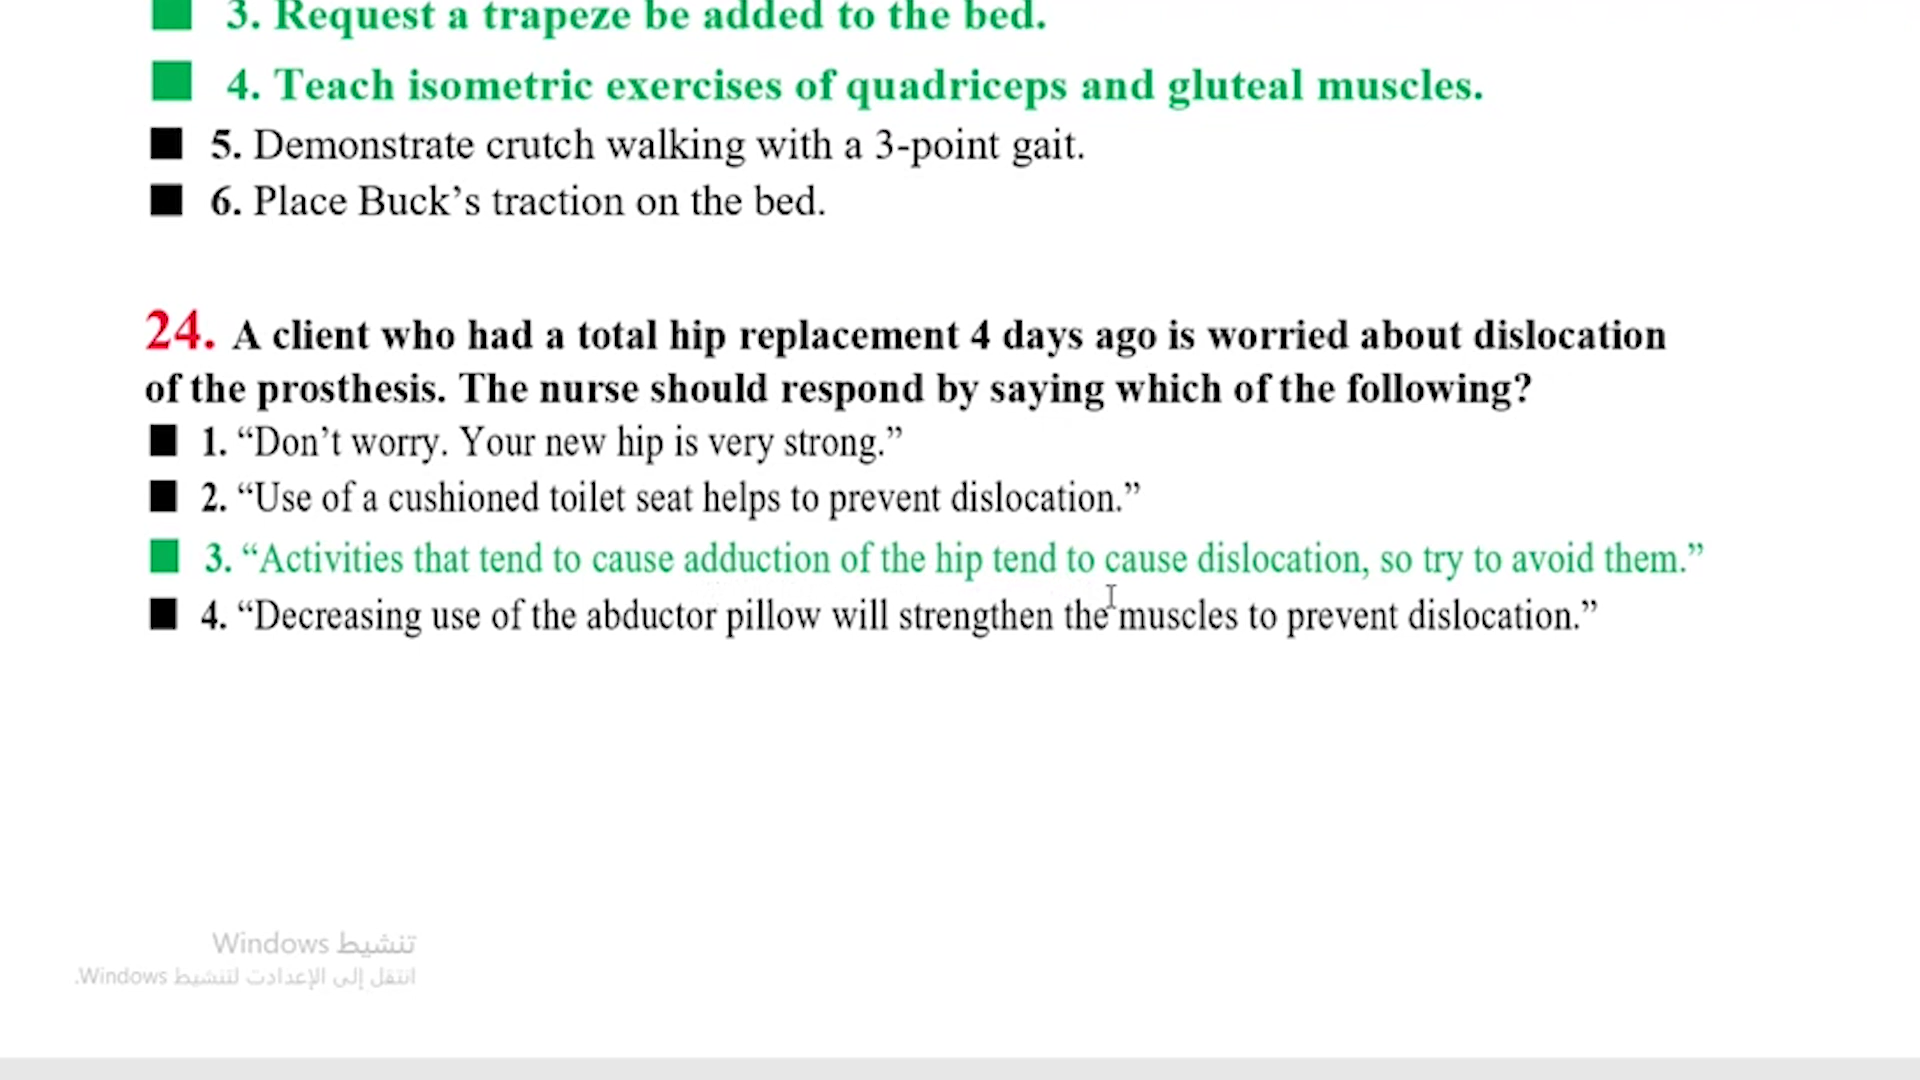 3. Request a trapeze be added to the bed.
4. Teach isometric exercises of quadriceps and gluteal muscles.
5. Demonstrate crutch walking with a 3-point gait.
6. Place Buck’s traction on the bed.
24. A client who had a total hip replacement 4 days ago is worried about dislocation
of the prosthesis. The nurse should respond by saying which of the following?
1. “Don’t worry. Your new hip is very strong.”
2. “Use of a cushioned toilet seat helps to prevent dislocation.”
3. “Activities that tend to cause adduction of the hip tend to cause dislocation, so try to avoid them.”
4. “Decreasing use of the abductor pillow will strengthen the muscles to prevent dislocation.”
تنشيط Windows
انتقل إلى الإعدادت لتنشيط Windows.